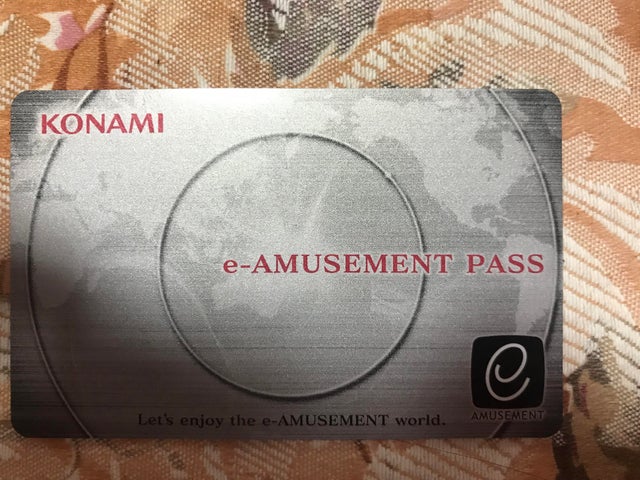 KONAMI
e-AMUSEMENT PASS
e
AMUSEMENT
Let's enjoy the e-AMUSEMENT world.